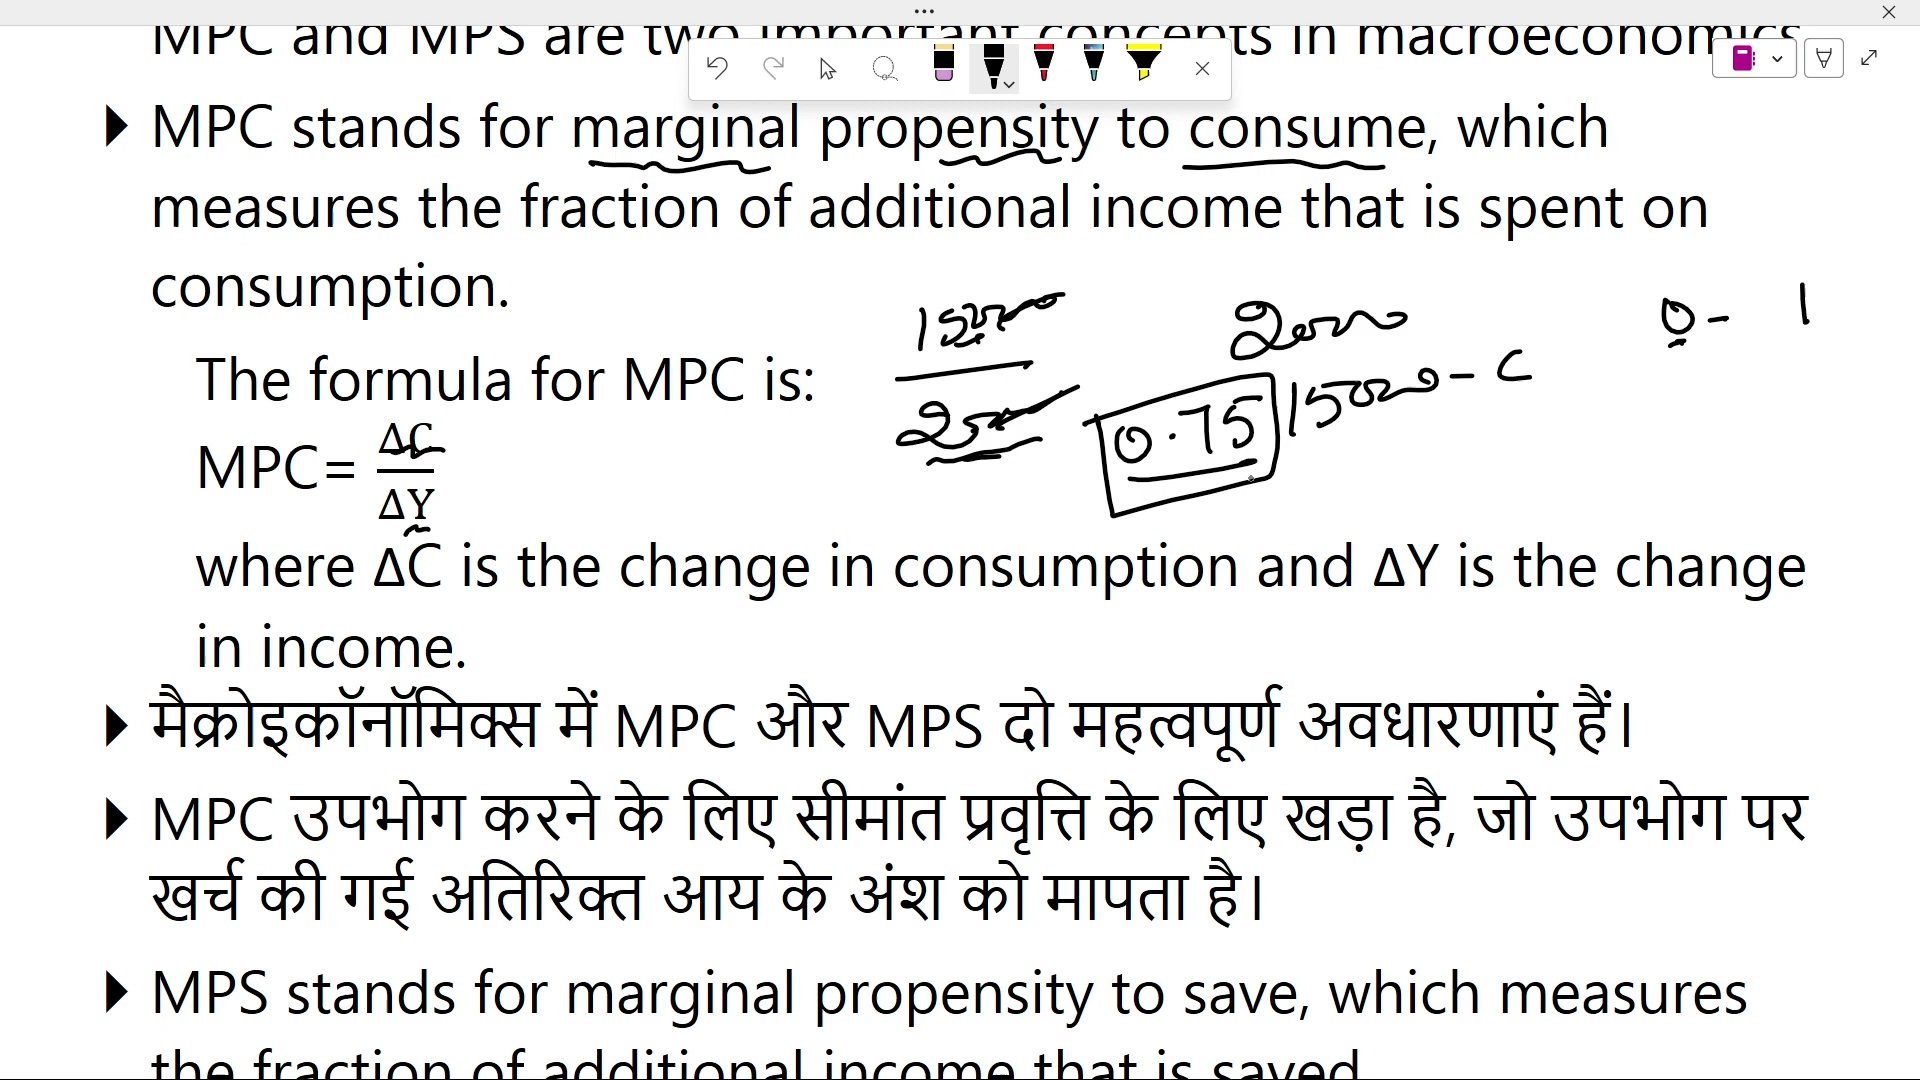 MPC and MPS are two important concepts in macroeconomics.
MPC stands for marginal propensity to consume, which
measures the fraction of additional income that is spent on
consumption.
15000
20000
0 - 1
The formula for MPC is:
0.75
15000 - C
MPC= ΔC/ΔY
where ΔC is the change in consumption and ΔY is the change
in income.
मैक्रोइकॉनॉमिक्स में MPC और MPS दो महत्वपूर्ण अवधारणाएं हैं।
MPC उपभोग करने के लिए सीमांत प्रवृत्ति के लिए खड़ा है, जो उपभोग पर
खर्च की गई अतिरिक्त आय के अंश को मापता है।
MPS stands for marginal propensity to save, which measures
the fraction of additional income that is saved